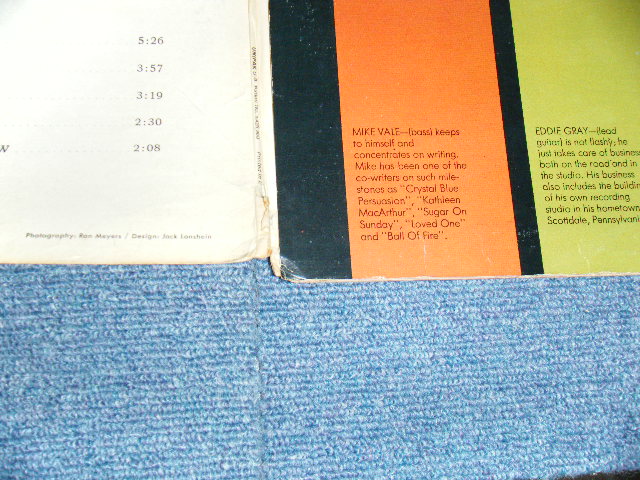 5:26
3:57
3:19
2:30
W
2:08
Photography: Ron Meyers / Design: Jack Lonshein
MIKE VALE—(bass) keeps
to himself and
concentrates on writing.
Mike has been one of the
co-writers on such mile-
stones as "Crystal Blue
Persuasion", "Kathleen
MacArthur", "Sugar On
Sunday", "Loved One"
and "Ball Of Fire".
EDDIE GRAY—(lead
guitar) is not flashy; he
just takes care of business
both on the road and in
the studio. His business
also includes the buildin
of his own recording
studio in his hometown
Scottdale, Pennsylvani